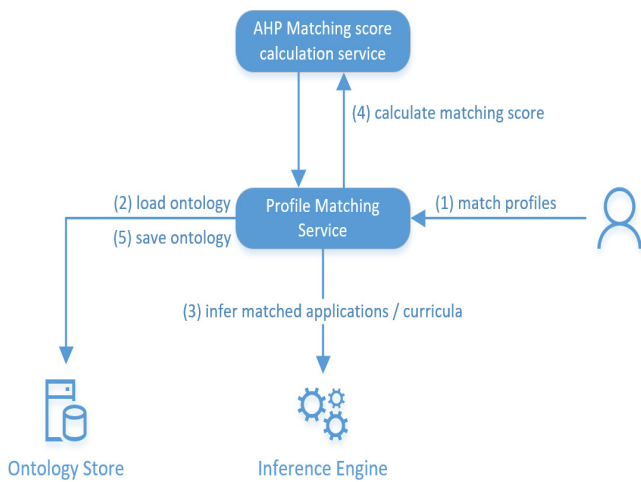 AHP Matching score
calculation service
(4) calculate matching score
(2) load ontology
(5) save ontology
Profile Matching
Service
(1) match profiles
(3) infer matched applications / curricula
Ontology Store
Inference Engine